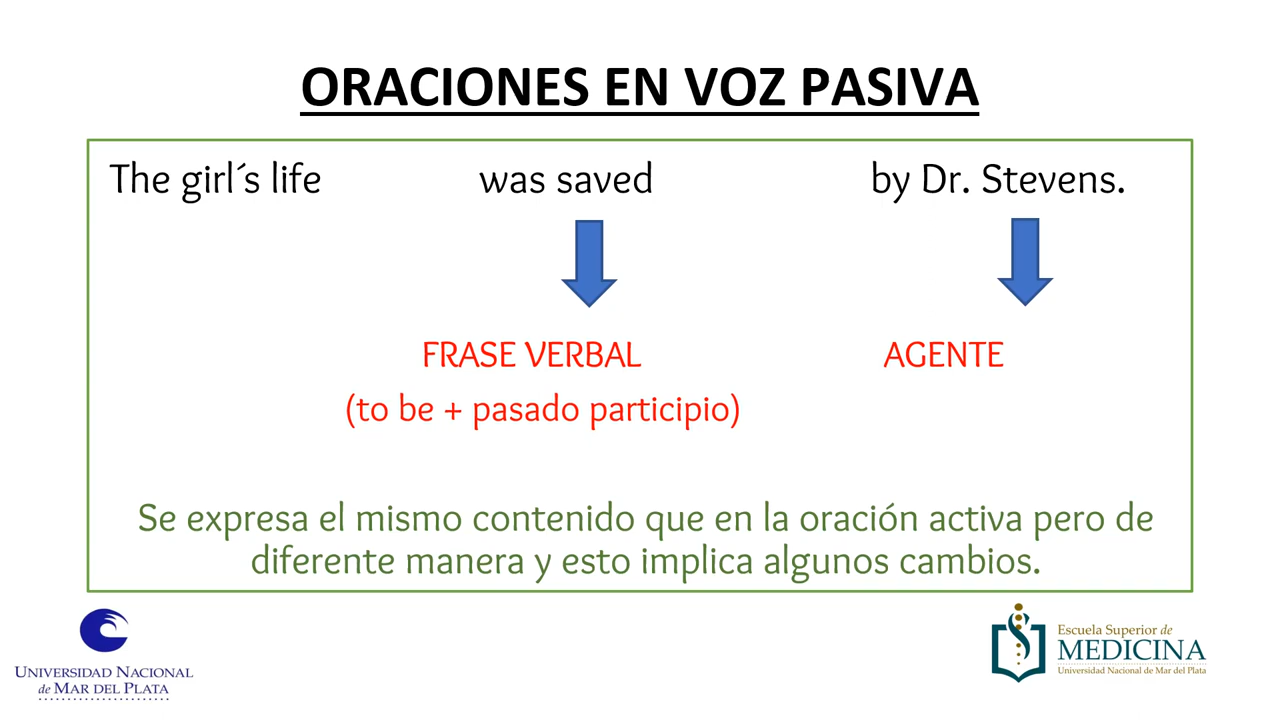 ORACIONES EN VOZ PASIVA
The girl´s life was saved by Dr. Stevens.
FRASE VERBAL AGENTE
(to be + pasado participio)
Se expresa el mismo contenido que en la oración activa pero de
diferente manera y esto implica algunos cambios.
UNIVERSIDAD NACIONAL
de MAR DEL PLATA
Escuela Superior de
MEDICINA
Universidad Nacional de Mar del Plata